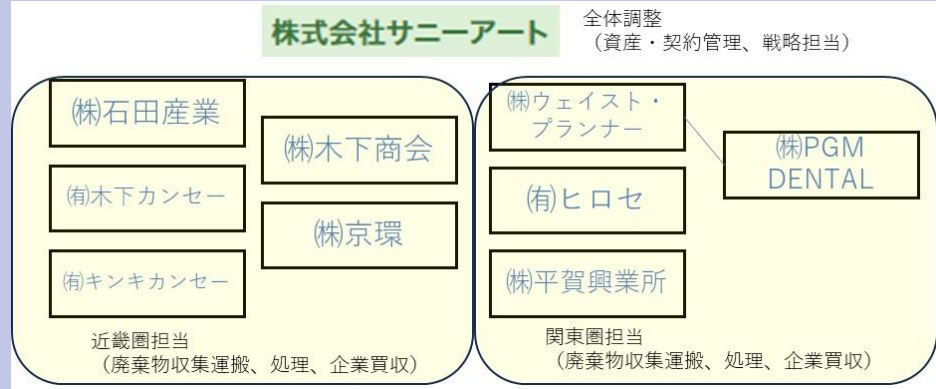 株式会社サニーアート
全体調整
（資産・契約管理、戦略担当）
㈱石田産業
㈲木下カンセー
㈲キンキカンセー
㈱木下商会
㈱京環
近畿圏担当
（廃棄物収集運搬、処理、企業買収）
㈱ウェイスト・
プランナー
㈲ヒロセ
㈱平賀興業所
㈱PGM
DENTAL
関東圏担当
（廃棄物収集運搬、処理、企業買収）